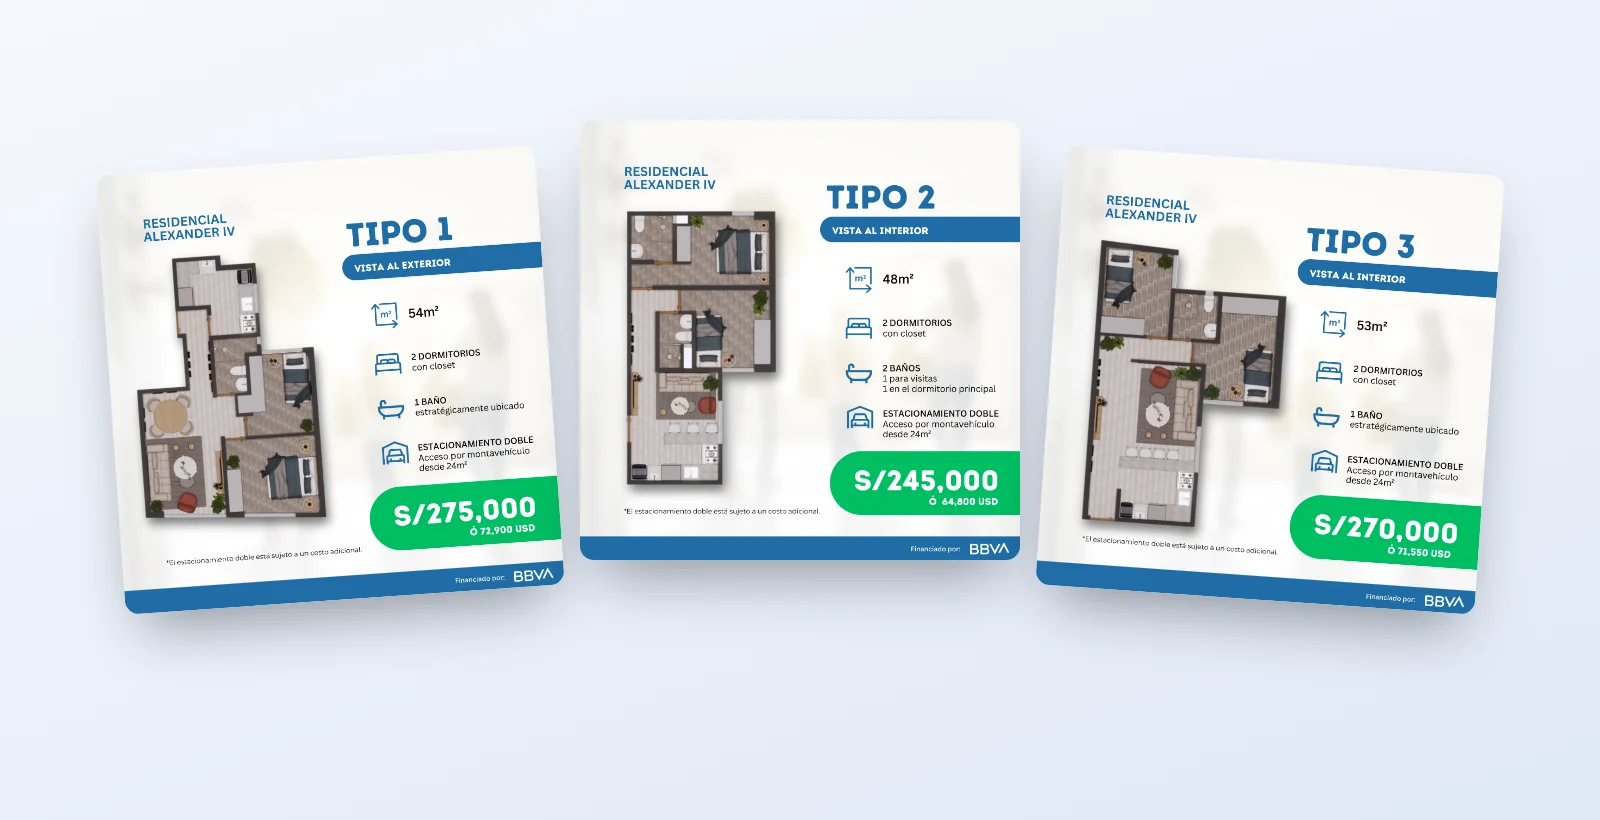 RESIDENCIAL
ALEXANDER IV
TIPO 1
VISTA AL EXTERIOR
m²
54m²
2 DORMITORIOS
con closet
1 BAÑO
estratégicamente ubicado
ESTACIONAMIENTO DOBLE
Acceso por montavehículo
desde 24m²
S/275,000
Ó 72,900 USD
*El estacionamiento doble está sujeto a un costo adicional.
Financiado por: BBVA
RESIDENCIAL
ALEXANDER IV
TIPO 2
VISTA AL INTERIOR
m²
48m²
2 DORMITORIOS
con closet
2 BAÑOS
1 para visitas
1 en el dormitorio principal
ESTACIONAMIENTO DOBLE
Acceso por montavehículo
desde 24m²
S/245,000
Ó 64,800 USD
*El estacionamiento doble está sujeto a un costo adicional.
Financiado por: BBVA
RESIDENCIAL
ALEXANDER IV
TIPO 3
VISTA AL INTERIOR
m²
53m²
2 DORMITORIOS
con closet
1 BAÑO
estratégicamente ubicado
ESTACIONAMIENTO DOBLE
Acceso por montavehículo
desde 24m²
S/270,000
Ó 71,550 USD
*El estacionamiento doble está sujeto a un costo adicional.
Financiado por: BBVA